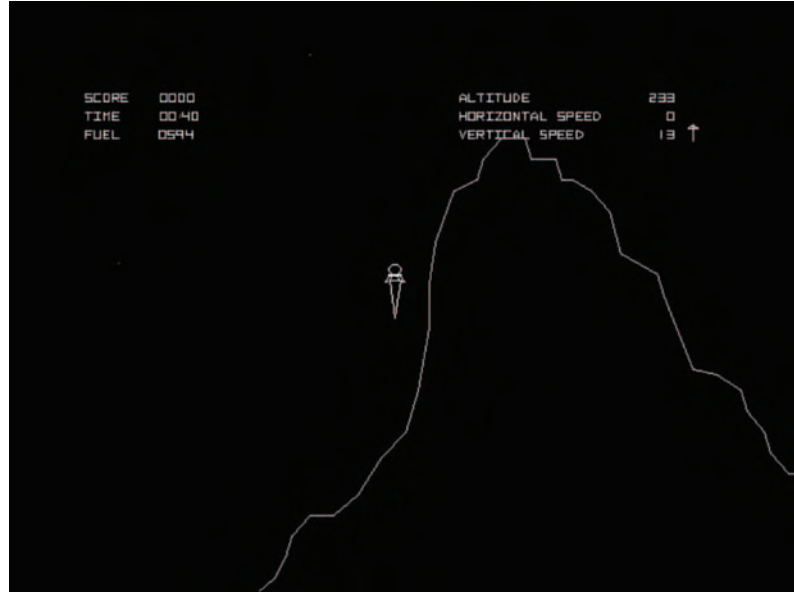 SCORE 0000
TIME 00:40
FUEL 0594
ALTITUDE 233
HORIZONTAL SPEED 0
VERTICAL SPEED 13 ↑